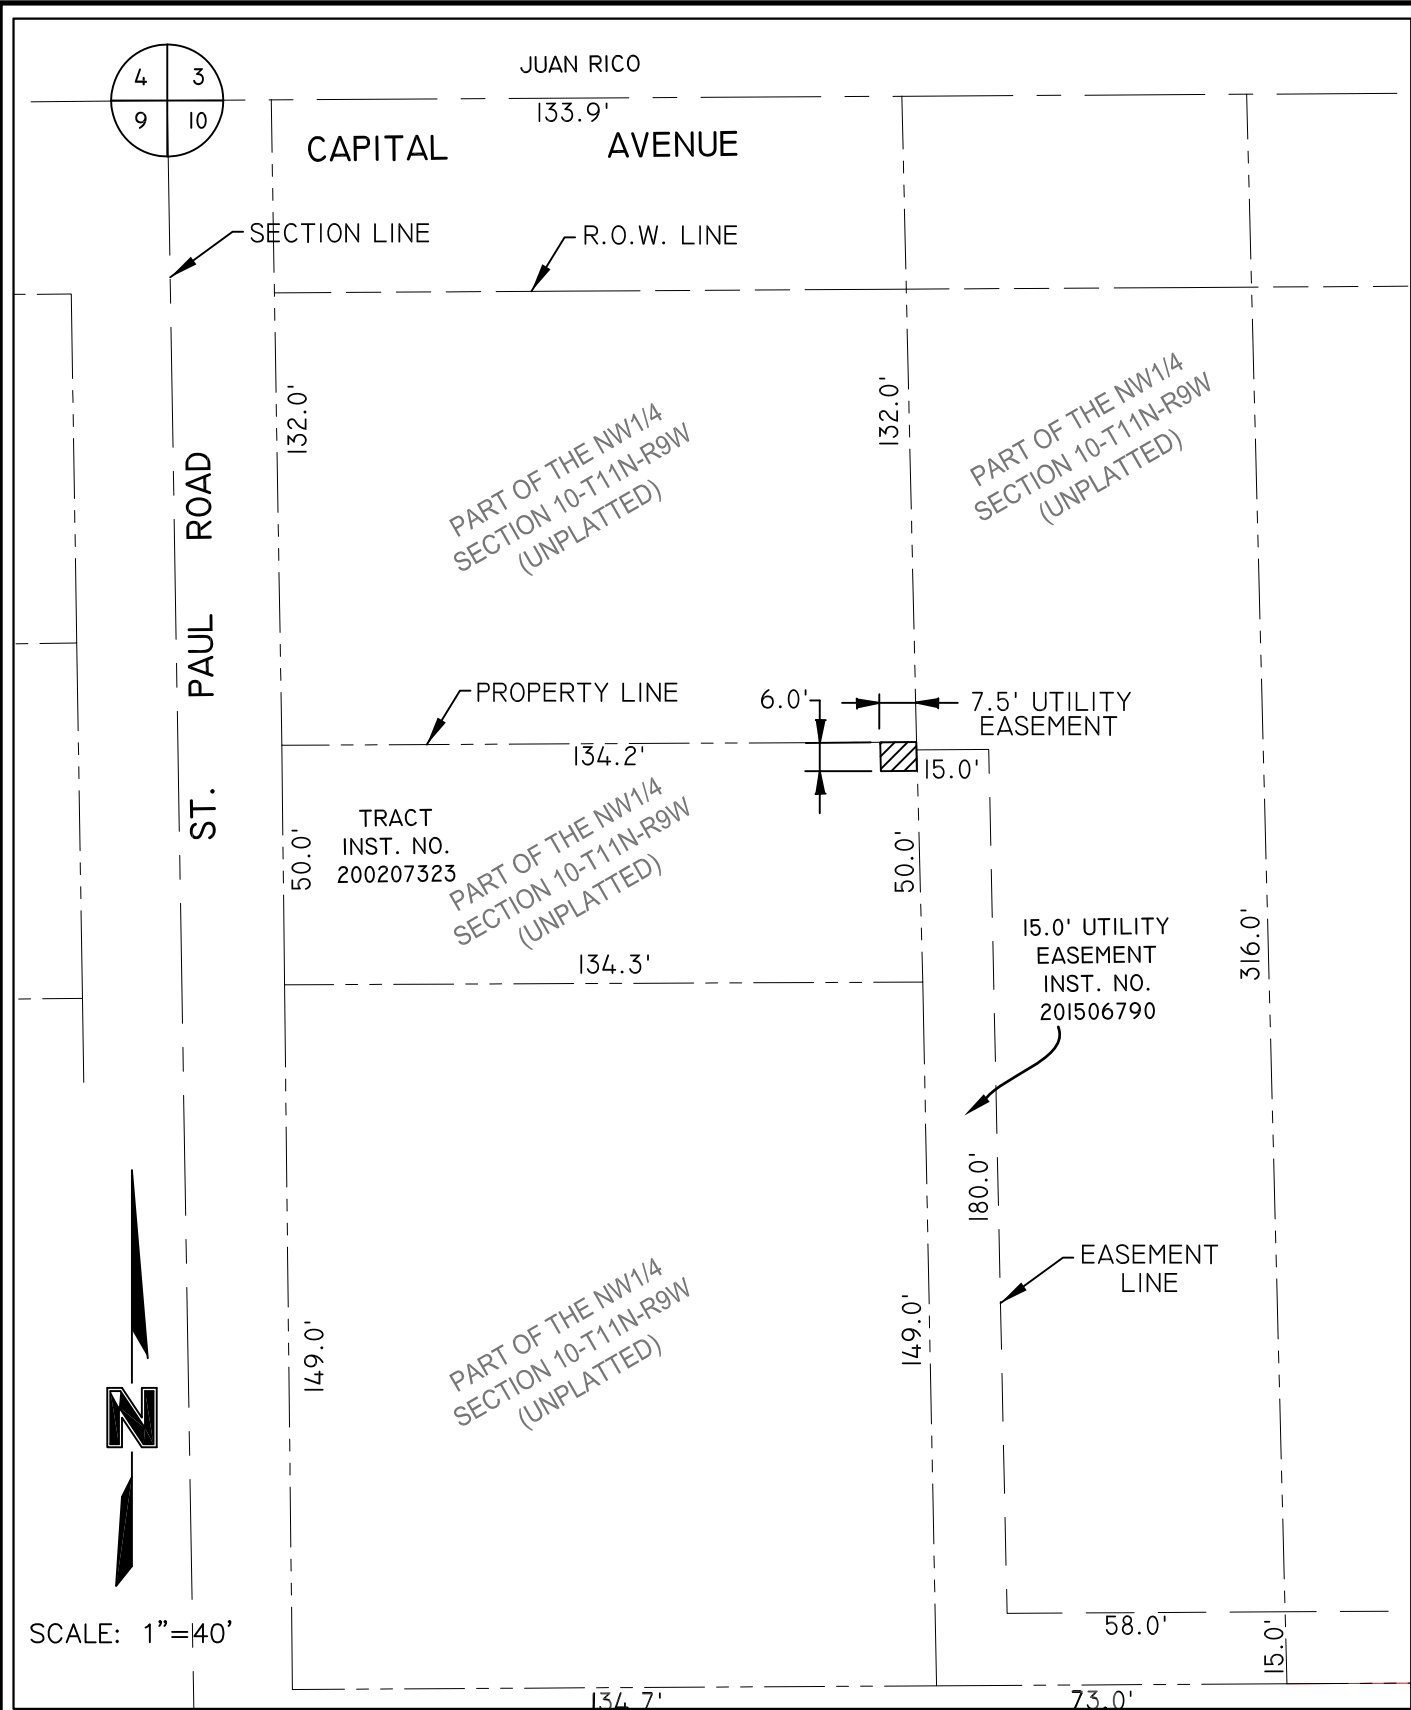 JUAN RICO
4
3
9
10
133.9'
CAPITAL AVENUE
SECTION LINE
R.O.W. LINE
132.0'
132.0'
PART OF THE NW1/4
SECTION 10-T11N-R9W
(UNPLATTED)
PART OF THE NW1/4
SECTION 10-T11N-R9W
(UNPLATTED)
ST. PAUL ROAD
PROPERTY LINE
6.0'
7.5' UTILITY
EASEMENT
134.2'
15.0'
TRACT
INST. NO.
200207323
50.0'
PART OF THE NW1/4
SECTION 10-T11N-R9W
(UNPLATTED)
50.0'
134.3'
15.0' UTILITY
EASEMENT
INST. NO.
201506790
316.0'
180.0'
EASEMENT
LINE
149.0'
149.0'
PART OF THE NW1/4
SECTION 10-T11N-R9W
(UNPLATTED)
N
SCALE: 1"=40'
58.0'
15.0'
134.7'
73.0'